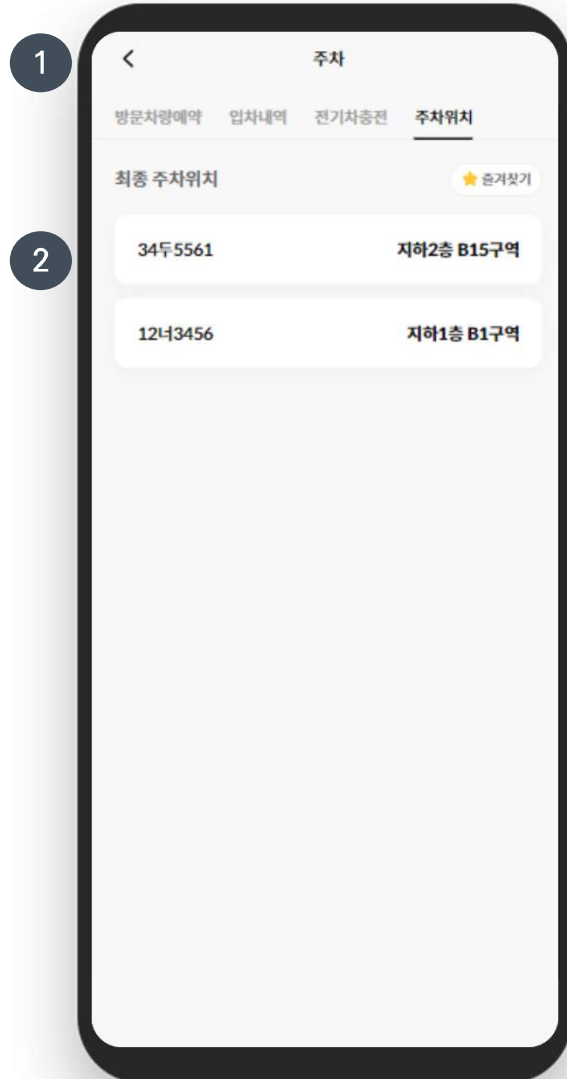 1
주차
방문차량예약 입차내역 전기차충전 주차위치
최종 주차위치 즐겨찾기
2
34두5561 지하2층 B15구역
12너3456 지하1층 B1구역